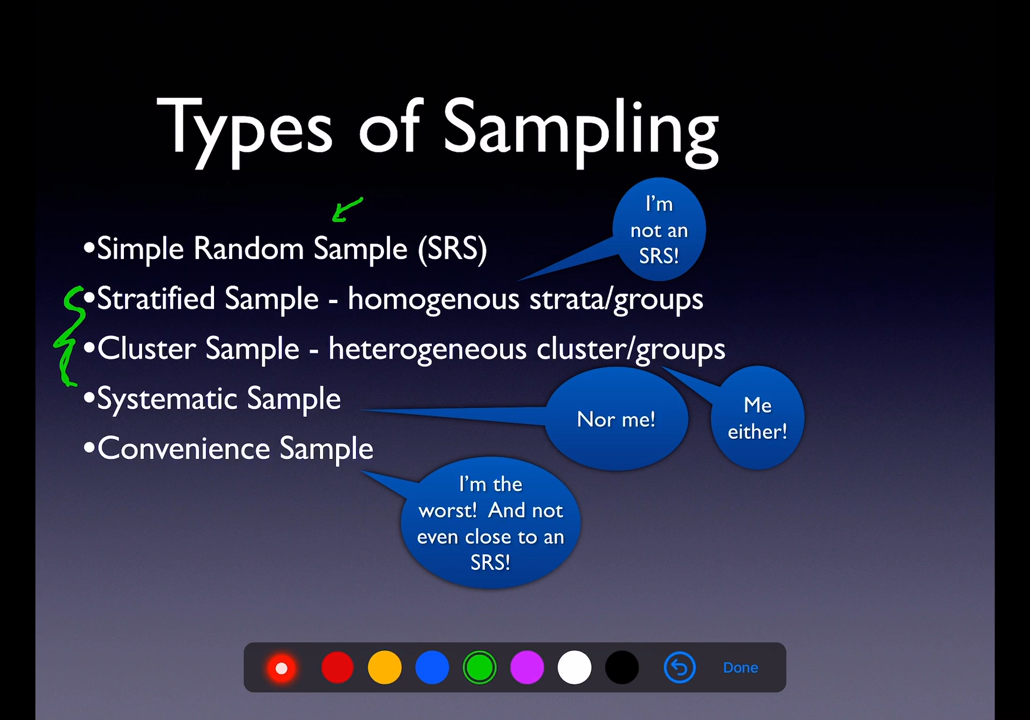 Types of Sampling
I'm
not an
SRS!
•Simple Random Sample (SRS)
•Stratified Sample - homogenous strata/groups
•Cluster Sample - heterogeneous cluster/groups
•Systematic Sample
Nor me!
Me
either!
•Convenience Sample
I'm the
worst! And not
even close to an
SRS!
Done